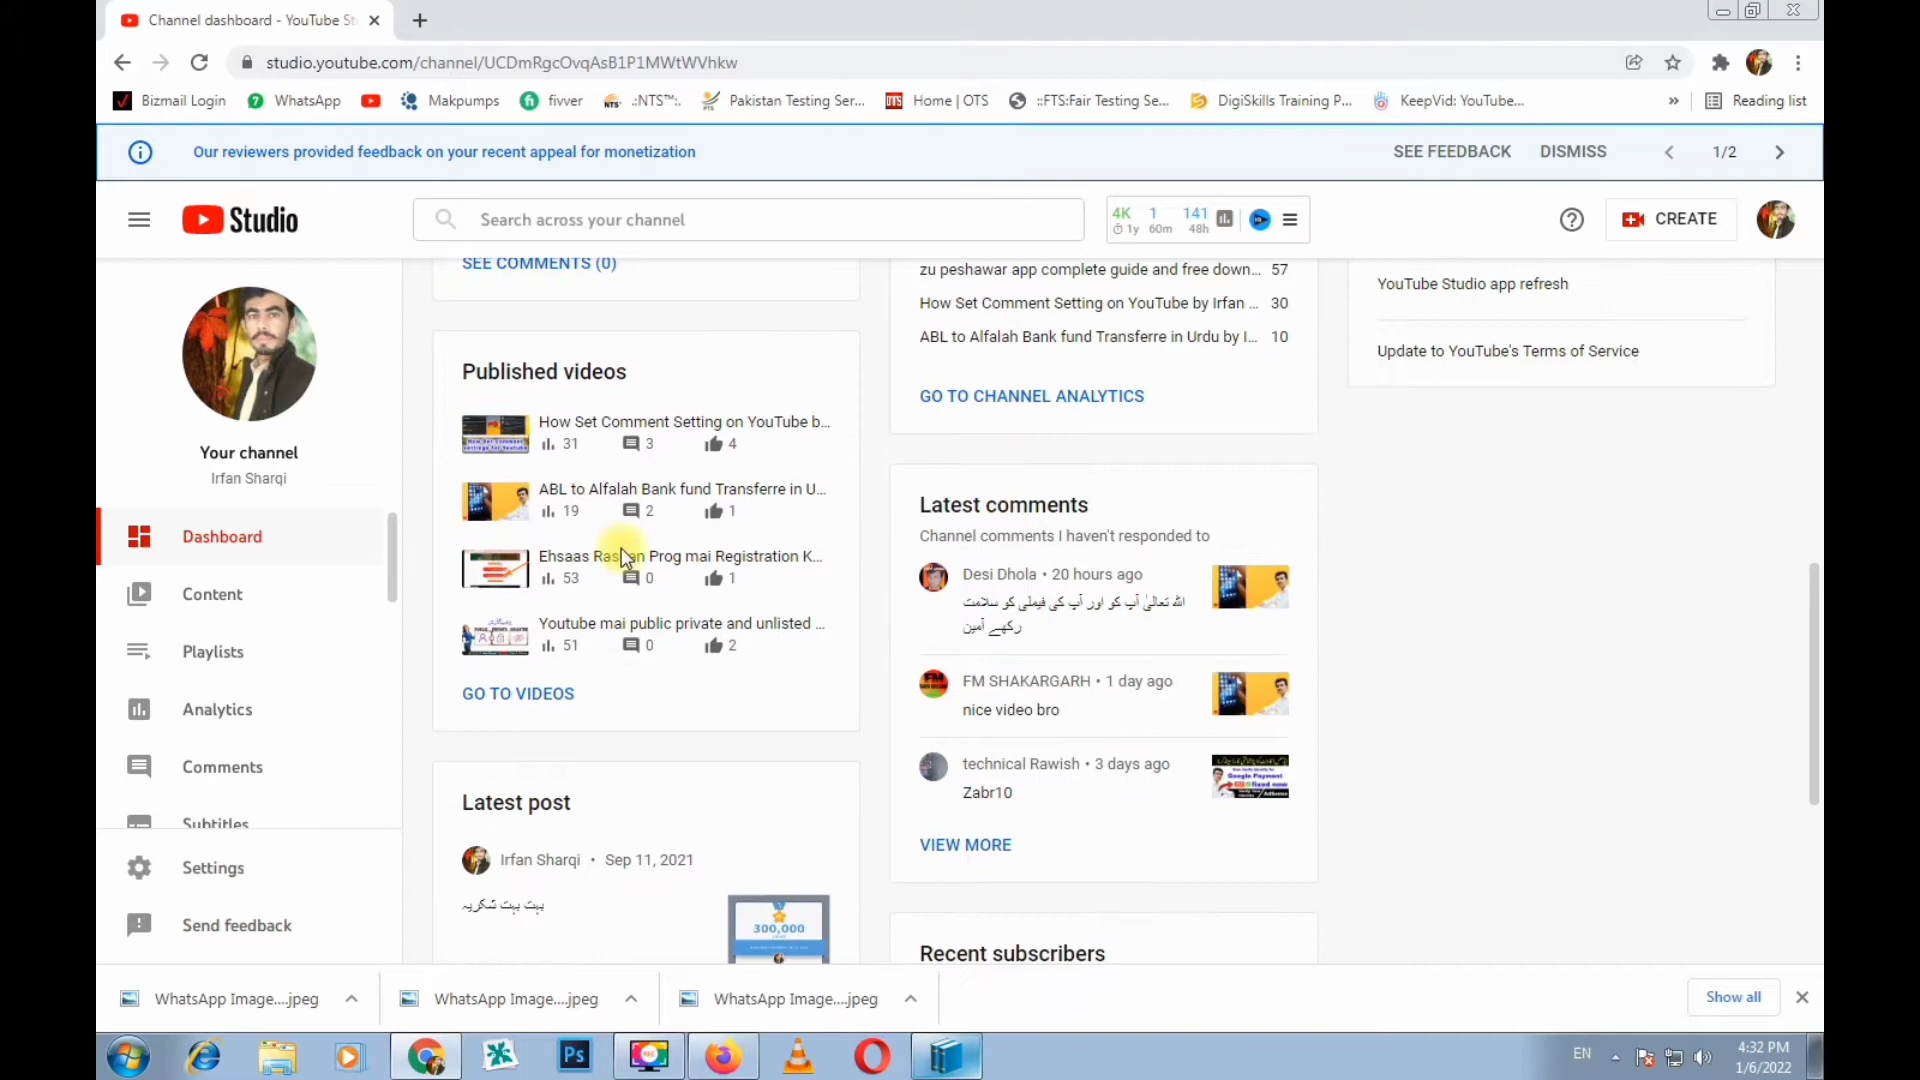 Channel dashboard - YouTube St
studio.youtube.com/channel/UCDmRgcOvqAsB1P1MWtWVhkw
Bizmail Login
WhatsApp
Makpumps
fivver
.:NTS™:.
Pakistan Testing Ser...
Home | OTS
::FTS:Fair Testing Se...
DigiSkills Training P...
KeepVid: YouTube...
»
Reading list
Our reviewers provided feedback on your recent appeal for monetization
SEE FEEDBACK
DISMISS
1/2
Studio
Search across your channel
4K 1 141
1y 60m 48h
CREATE
Your channel
Irfan Sharqi
Dashboard
Content
Playlists
Analytics
Comments
Subtitles
Settings
Send feedback
SEE COMMENTS (0)
Published videos
How Set Comment Setting on YouTube b...
31 3 4
ABL to Alfalah Bank fund Transferre in U...
19 2 1
Ehsaas Rashan Prog mai Registration K...
53 0 1
Youtube mai public private and unlisted ...
51 0 2
GO TO VIDEOS
Latest post
Irfan Sharqi • Sep 11, 2021
بہت بہت شکریہ
300,000
zu peshawar app complete guide and free down... 57
How Set Comment Setting on YouTube by Irfan ... 30
ABL to Alfalah Bank fund Transferre in Urdu by I... 10
GO TO CHANNEL ANALYTICS
Latest comments
Channel comments I haven't responded to
Desi Dhola • 20 hours ago
اللہ تعالیٰ آپ کو اور آپ کی فیملی کو سلامت
رکھے آمین
FM SHAKARGARH • 1 day ago
nice video bro
technical Rawish • 3 days ago
Zabr10
VIEW MORE
Recent subscribers
YouTube Studio app refresh
Update to YouTube's Terms of Service
WhatsApp Image....jpeg
WhatsApp Image....jpeg
WhatsApp Image....jpeg
Show all
Ps
REC
EN
4:32 PM
1/6/2022